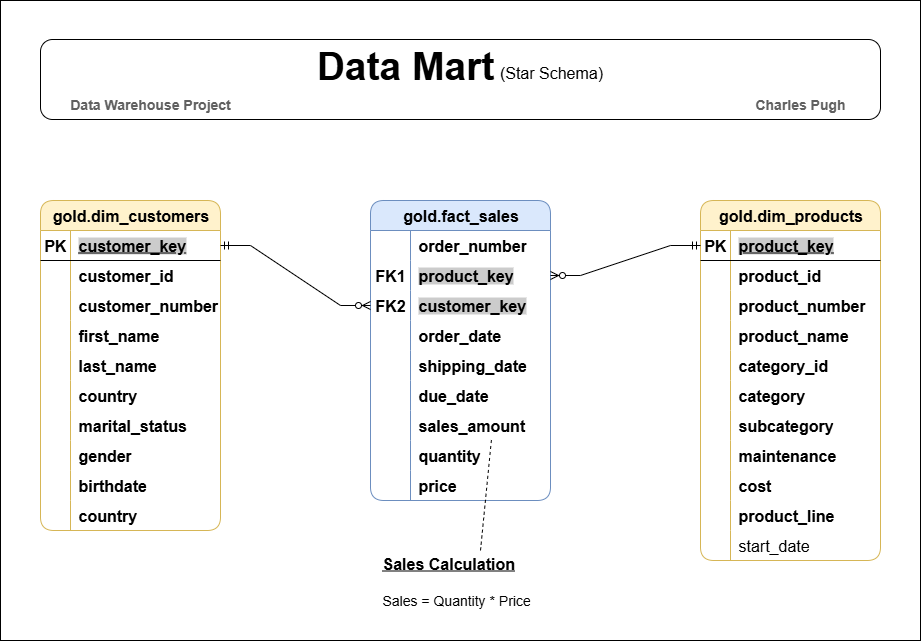 Data Mart (Star Schema)
Data Warehouse Project
Charles Pugh
gold.dim_customers
PK customer_key
customer_id
customer_number
first_name
last_name
country
marital_status
gender
birthdate
country
gold.fact_sales
order_number
FK1 product_key
FK2 customer_key
order_date
shipping_date
due_date
sales_amount
quantity
price
Sales Calculation
Sales = Quantity * Price
gold.dim_products
PK product_key
product_id
product_number
product_name
category_id
category
subcategory
maintenance
cost
product_line
start_date